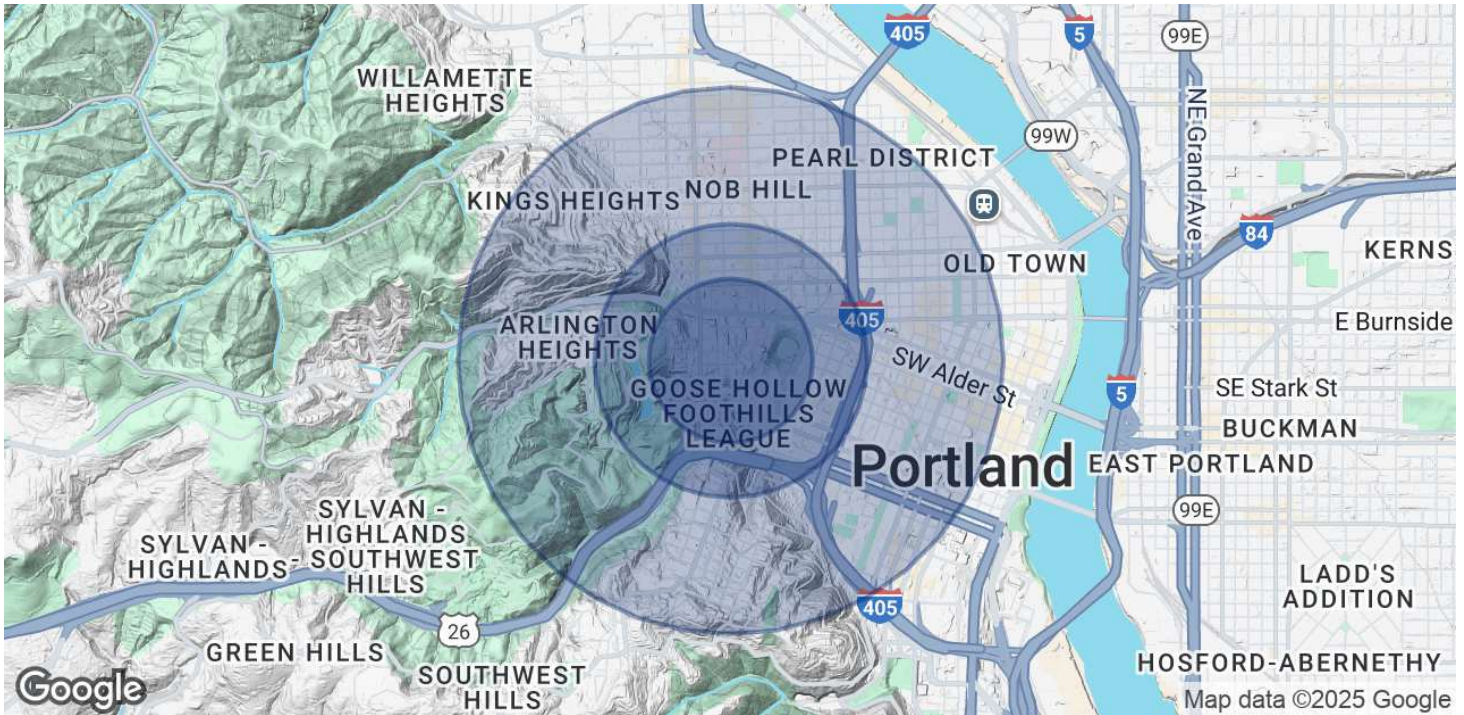 405
5
99E
WILLAMETTE
HEIGHTS
NE Grand Ave
99W
PEARL DISTRICT
KINGS HEIGHTS
NOB HILL
84
KERNS
OLD TOWN
405
E Burnside
ARLINGTON
HEIGHTS
SW Alder St
5
SE Stark St
GOOSE HOLLOW
FOOTHILLS
LEAGUE
BUCKMAN
Portland
EAST PORTLAND
99E
SYLVAN -
HIGHLANDS
- SOUTHWEST
HILLS
SYLVAN -
HIGHLANDS
LADD'S
ADDITION
405
26
GREEN HILLS
SOUTHWEST
HILLS
HOSFORD-ABERNETHY
Google
Map data ©2025 Google